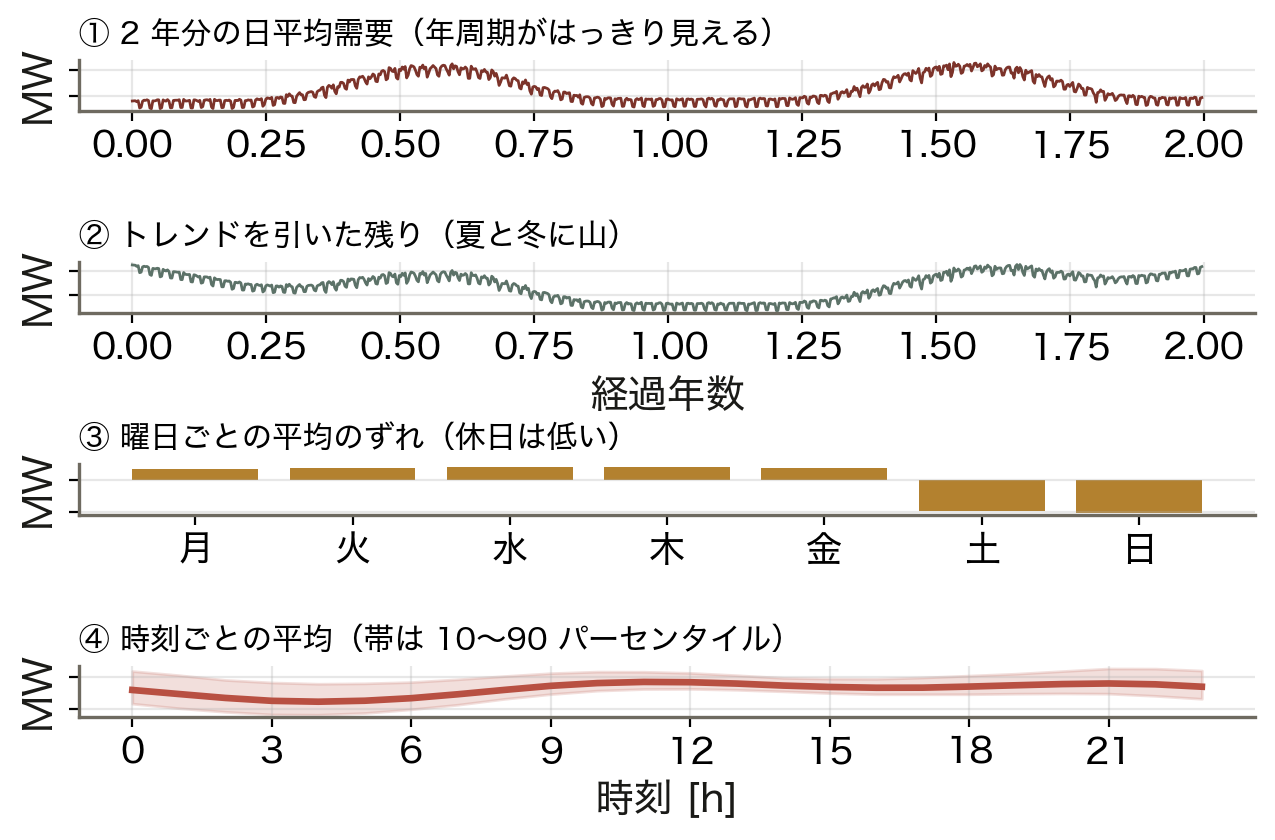 ① 2 年分の日平均需要（年周期がはっきり見える）
MW
0.00 0.25 0.50 0.75 1.00 1.25 1.50 1.75 2.00
② トレンドを引いた残り（夏と冬に山）
MW
0.00 0.25 0.50 0.75 1.00 1.25 1.50 1.75 2.00
経過年数
③ 曜日ごとの平均のずれ（休日は低い）
MW
月 火 水 木 金 土 日
④ 時刻ごとの平均（帯は 10〜90 パーセンタイル）
MW
0 3 6 9 12 15 18 21
時刻 [h]